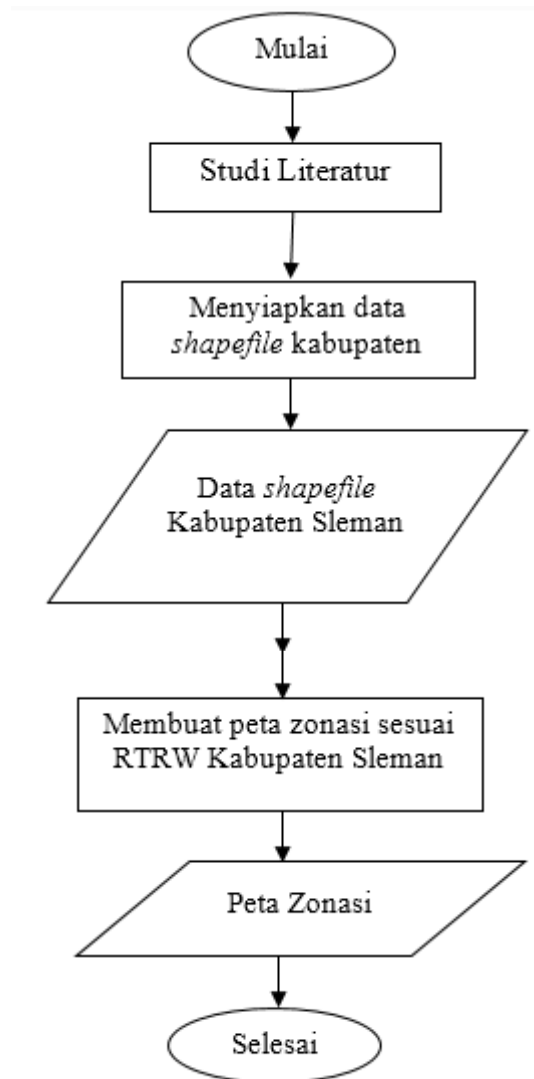 Mulai
Studi Literatur
Menyiapkan data
shapefile kabupaten
Data shapefile
Kabupaten Sleman
Membuat peta zonasi sesuai
RTRW Kabupaten Sleman
Peta Zonasi
Selesai